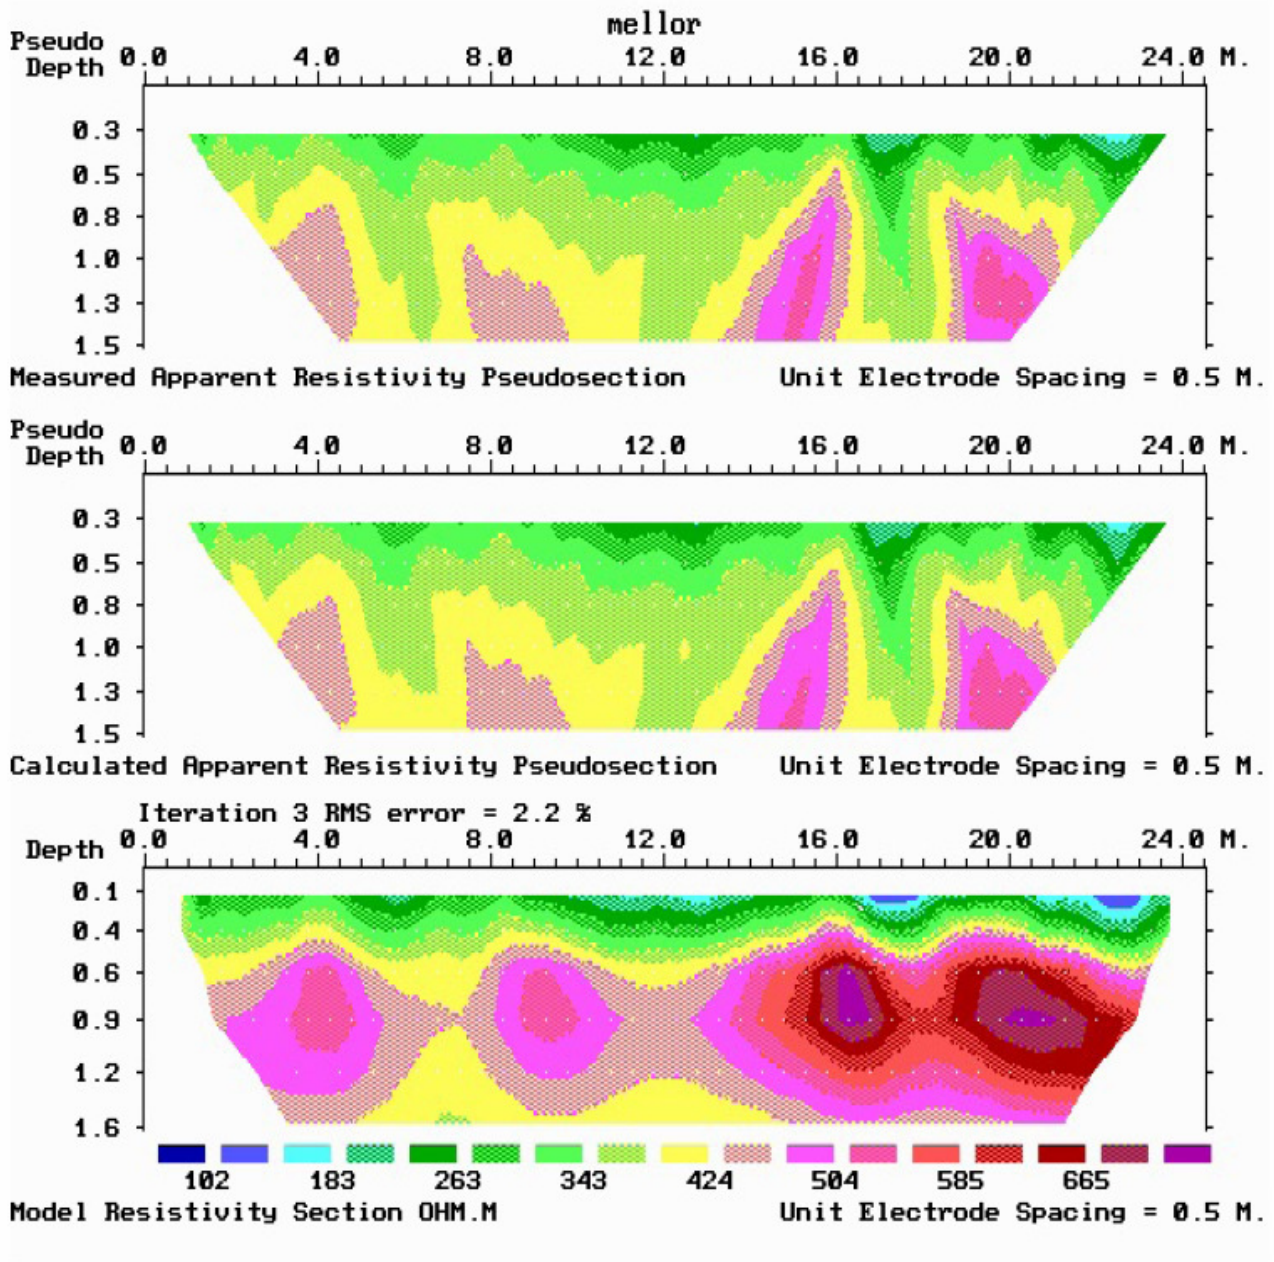 mellor
Pseudo Depth 0.0 4.0 8.0 12.0 16.0 20.0 24.0 M.
0.3
0.5
0.8
1.0
1.3
1.5
Measured Apparent Resistivity Pseudosection Unit Electrode Spacing = 0.5 M.
Pseudo Depth 0.0 4.0 8.0 12.0 16.0 20.0 24.0 M.
0.3
0.5
0.8
1.0
1.3
1.5
Calculated Apparent Resistivity Pseudosection Unit Electrode Spacing = 0.5 M.
Iteration 3 RMS error = 2.2 %
Depth 0.0 4.0 8.0 12.0 16.0 20.0 24.0 M.
0.1
0.4
0.6
0.9
1.2
1.6
102 183 263 343 424 504 585 665
Model Resistivity Section OHM.M Unit Electrode Spacing = 0.5 M.